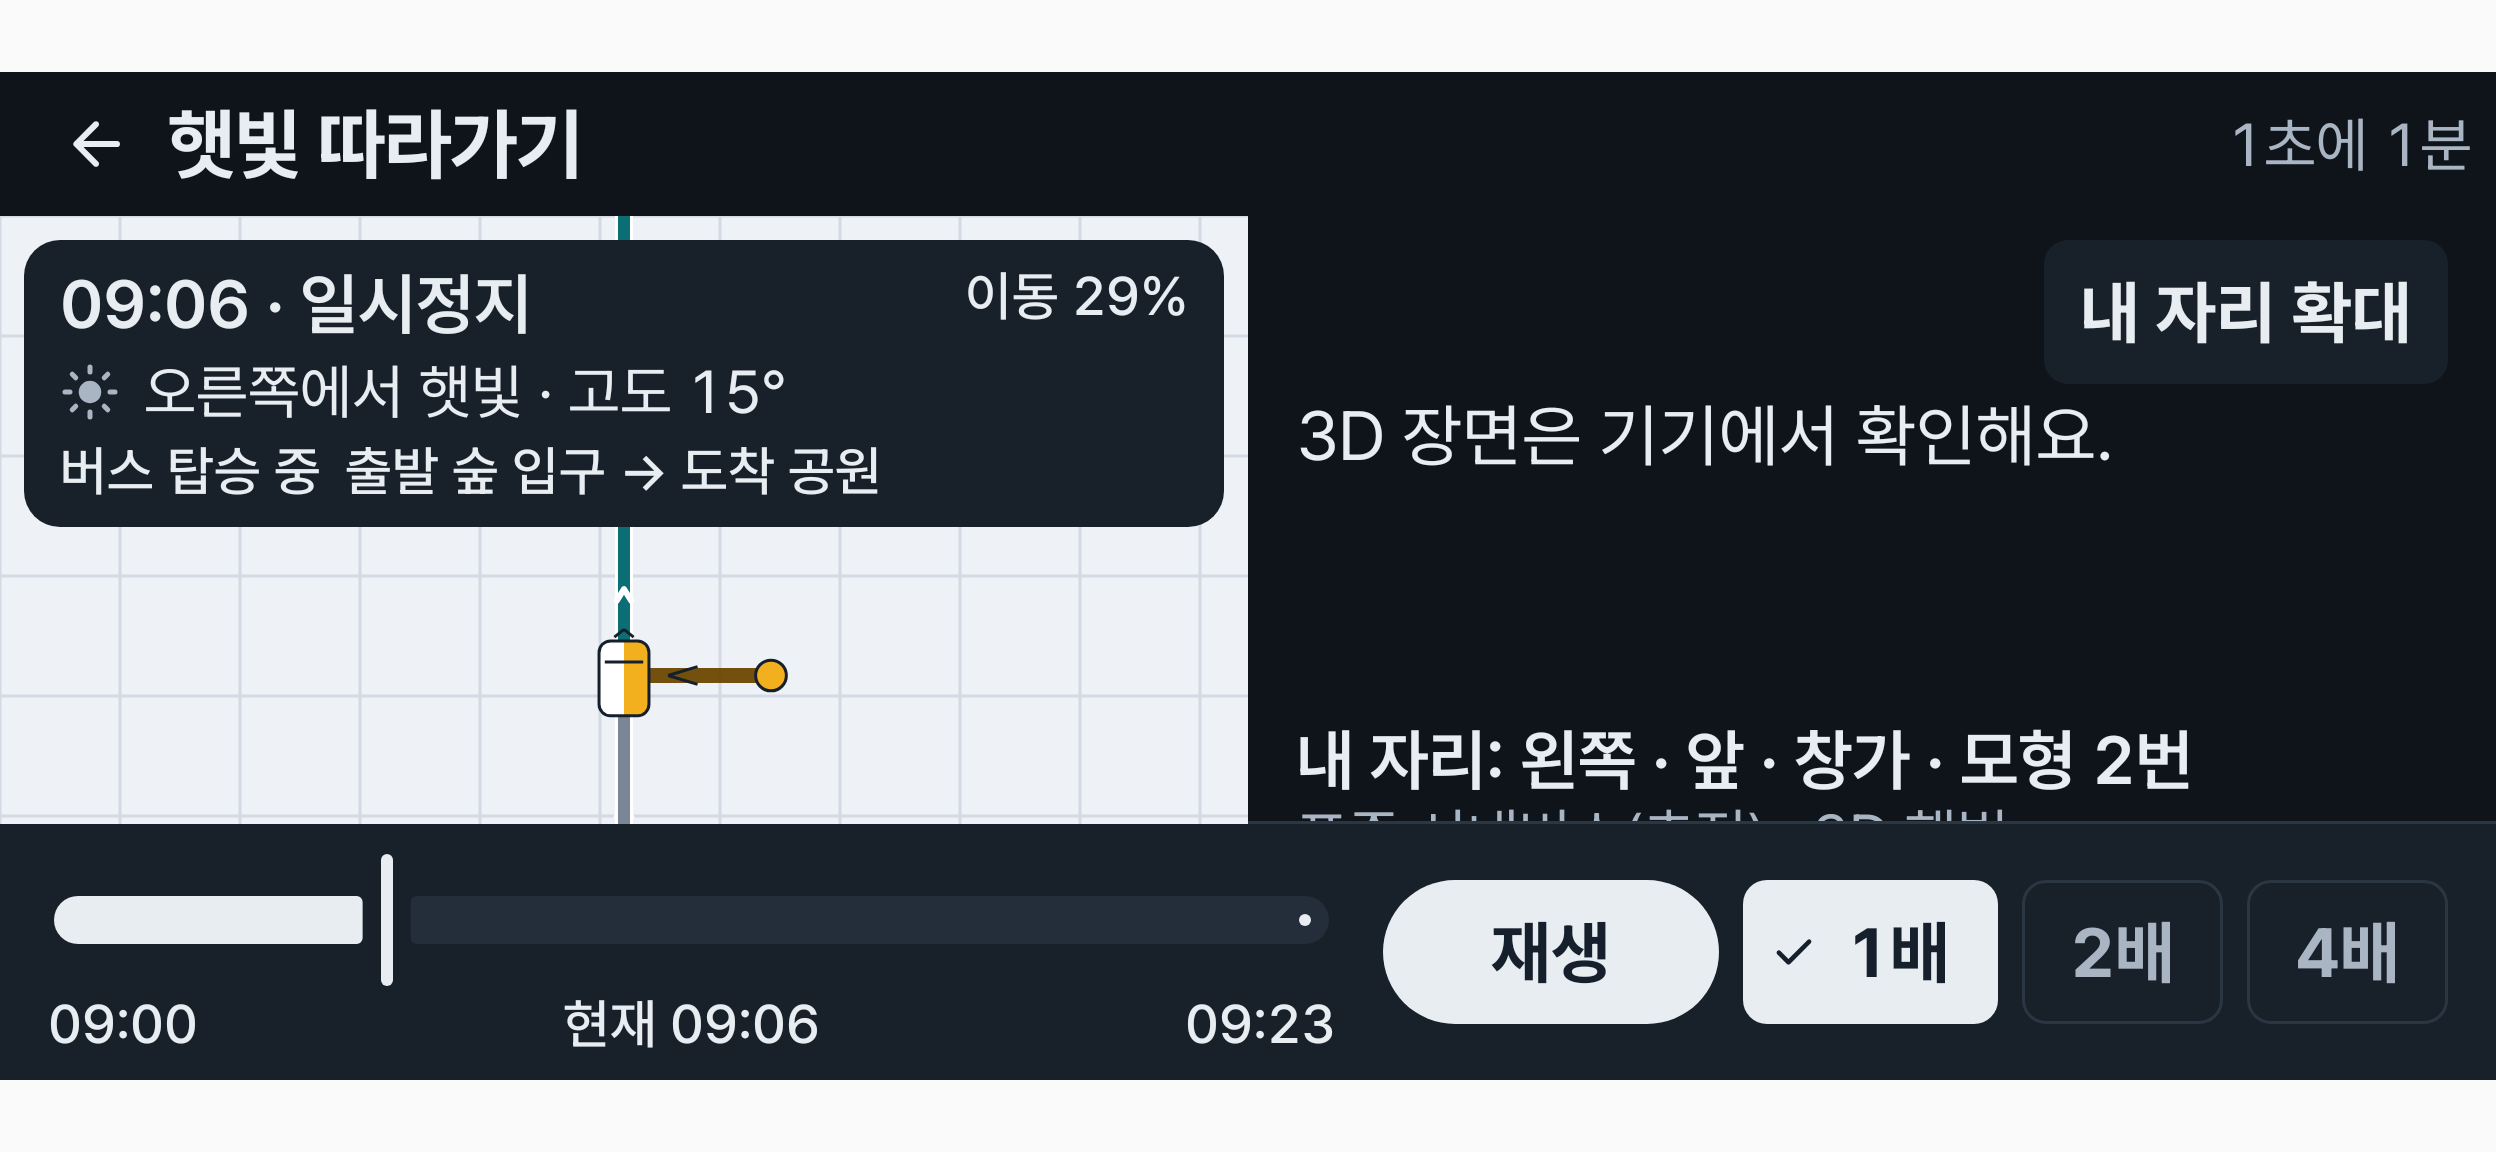 햇빛 따라가기
1초에 1분
09:06 · 일시정지
이동 29%
오른쪽에서 햇빛 · 고도 15°
버스 탑승 중 출발 숲 입구 → 도착 공원
내 자리 확대
3D 장면은 기기에서 확인해요.
내 자리: 왼쪽 · 앞 · 창가 · 모형 2번
재생
1배
2배
4배
09:00
현재 09:06
09:23